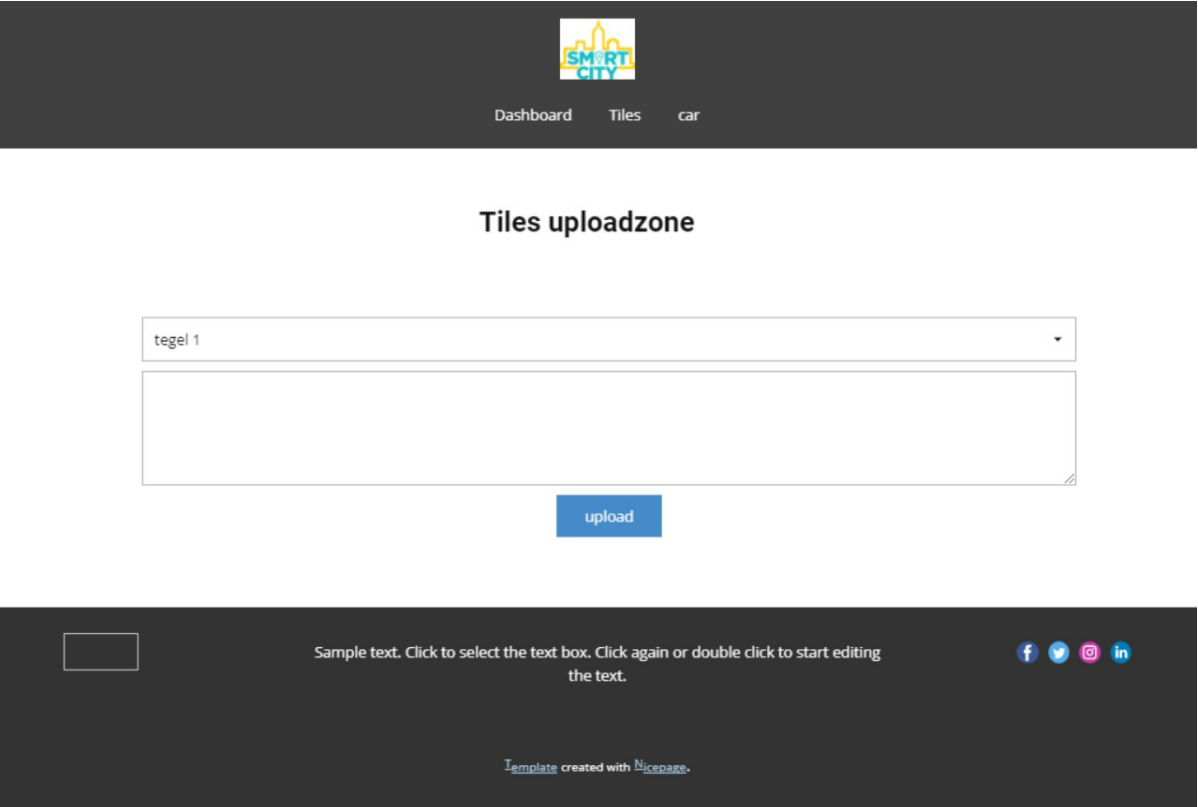 SMART
CITY
Dashboard Tiles car
Tiles uploadzone
tegel 1
upload
Sample text. Click to select the text box. Click again or double click to start editing
the text.
Template created with Nicepage.